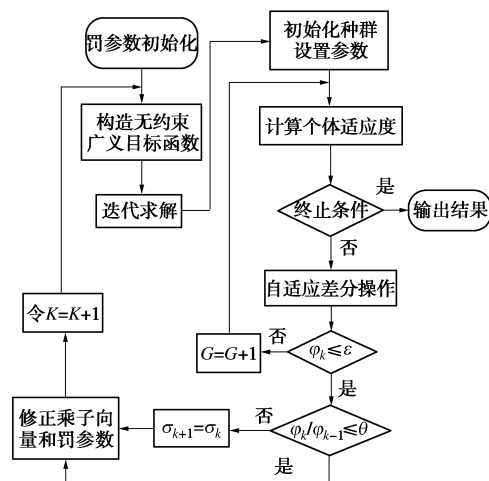 罚参数初始化
构造无约束
广义目标函数
迭代求解
初始化种群
设置参数
计算个体适应度
终止条件
是
输出结果
否
自适应差分操作
φk≤ε
否
G=G+1
是
φk/φk−1≤θ
否
σk+1=σk
是
修正乘子向
量和罚参数
令K=K+1